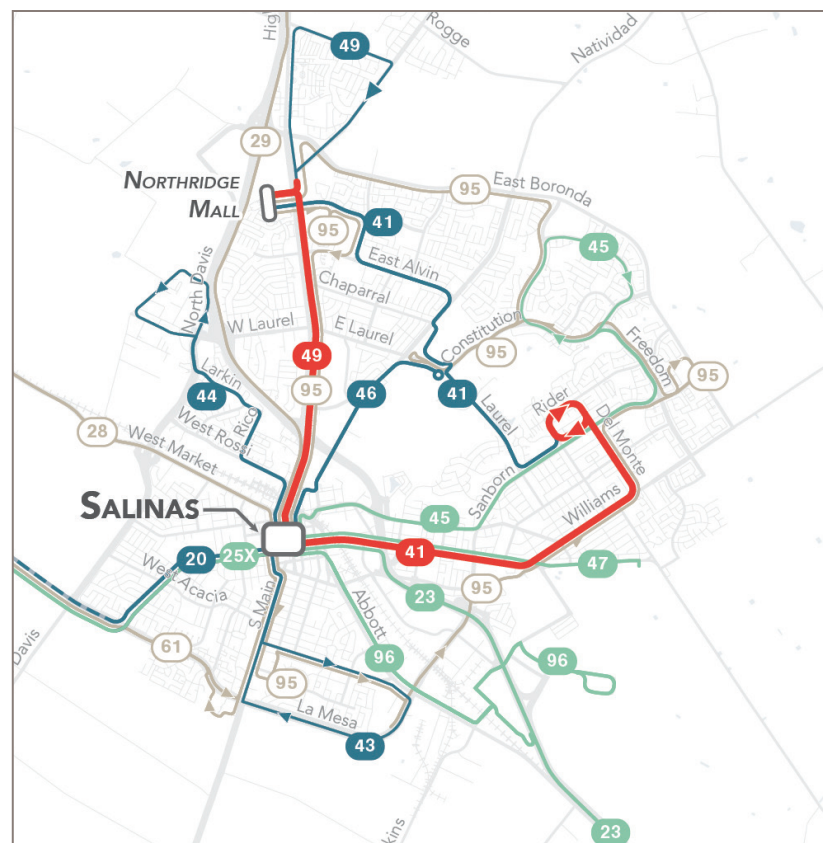 Rogge
Natividad
Hig
49
29
NORTHRIDGE
MALL
95
East Boronda
41
95
45
East Alvin
Chaparral
North Davis
Constitution
W Laurel
E Laurel
49
95
Freedom
95
Larkin
44
95
46
41
Laurel
Rider
Del Monte
Rico
West Rossi
28
West Market
Sanborn
Williams
SALINAS
45
41
47
20
25X
West Acacia
S Main
Abbott
23
95
Davis
61
96
96
95
La Mesa
43
kins
23